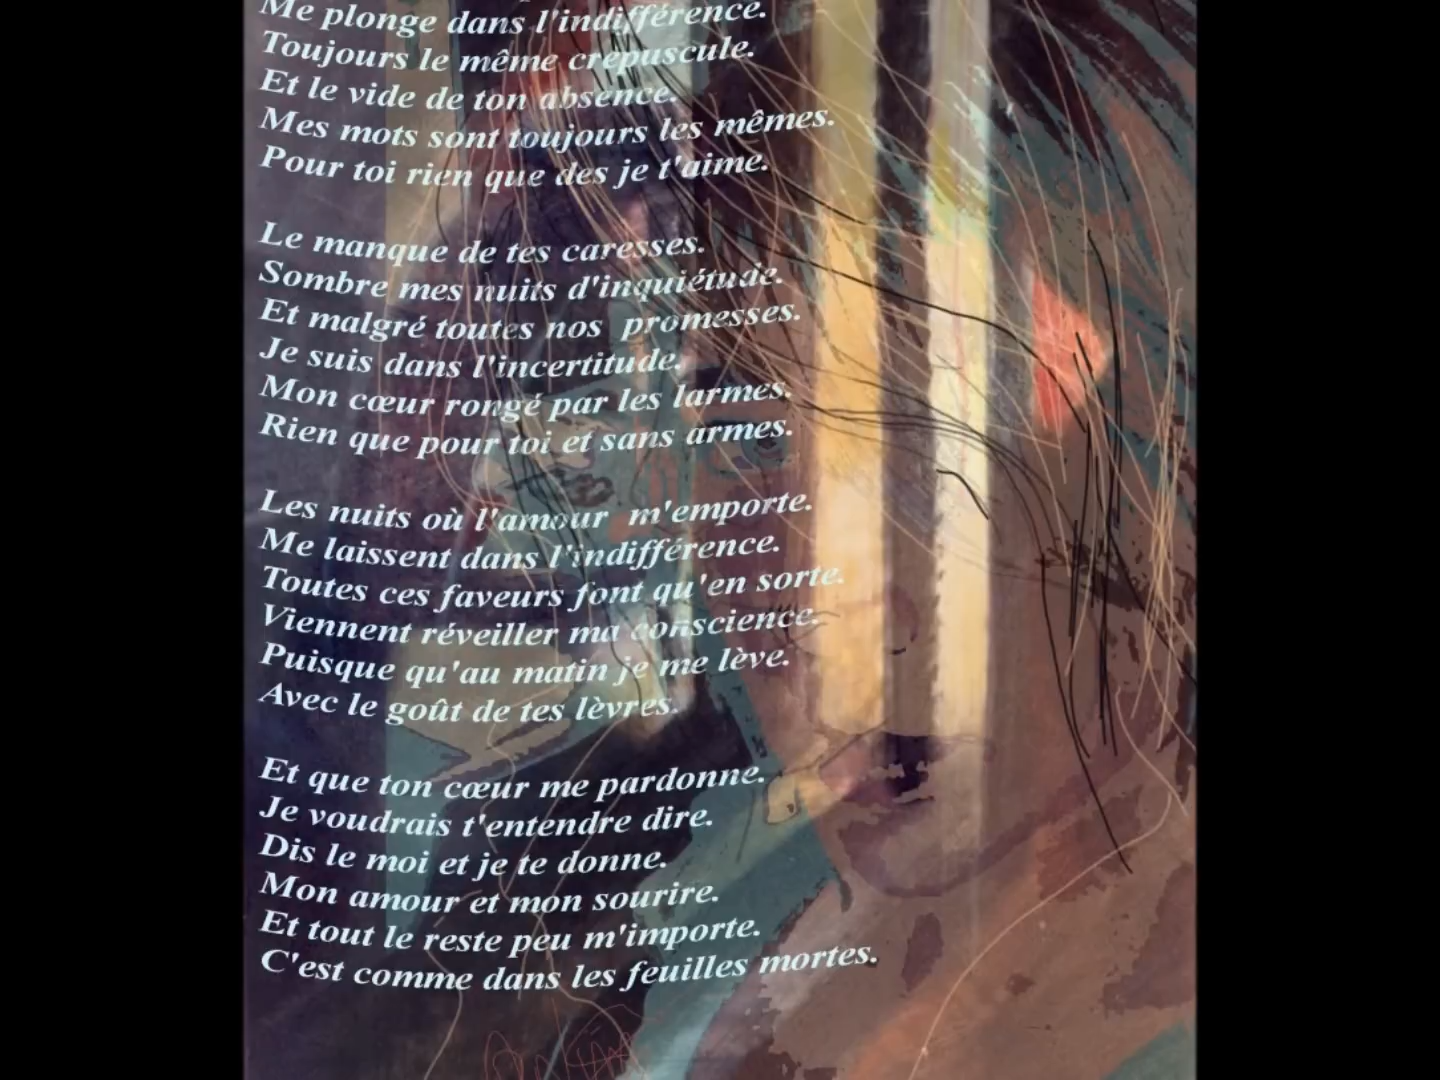 Me plonge dans l'indifférence.
Toujours le même crepuscule.
Et le vide de ton absence.
Mes mots sont toujours les mêmes.
Pour toi rien que des je t'aime.
Le manque de tes caresses.
Sombre mes nuits d'inquiétude.
Et malgré toutes nos  promesses.
Je suis dans l'incertitude.
Mon cœur rongé par les larmes.
Rien que pour toi et sans armes.
Les nuits où l'amour  m'emporte.
Me laissent dans l'indifférence.
Toutes ces faveurs font qu'en sorte.
Viennent réveiller ma conscience.
Puisque qu'au matin je me lève.
Avec le goût de tes lèvres.
Et que ton cœur me pardonne.
Je voudrais t'entendre dire.
Dis le moi et je te donne.
Mon amour et mon sourire.
Et tout le reste peu m'importe.
C'est comme dans les feuilles mortes.